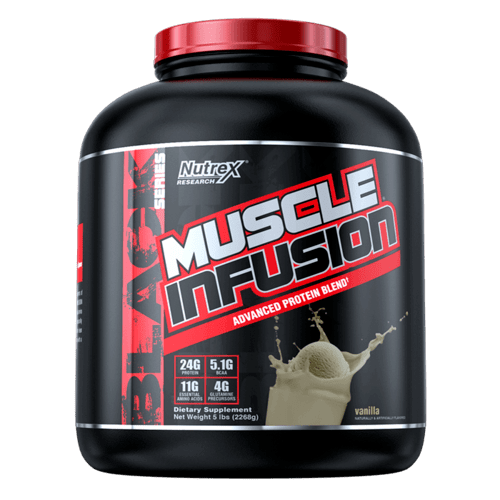 BLACK
SERIES
Nutrex
RESEARCH
MUSCLE
INFUSION
ADVANCED PROTEIN BLEND
24G
PROTEIN
5.1G
BCAA
11G
ESSENTIAL
AMINO ACIDS
4G
GLUTAMINE
PRECURSORS
Dietary Supplement
Net Weight 5 lbs (2268g)
vanilla
NATURALLY & ARTIFICIALLY FLAVORED